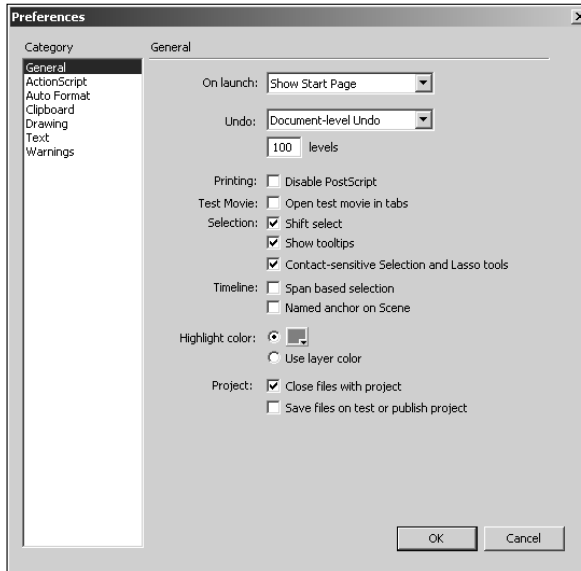 Preferences
Category
General
ActionScript
Auto Format
Clipboard
Drawing
Text
Warnings
General
On launch: Show Start Page
Undo: Document-level Undo
100 levels
Printing: Disable PostScript
Test Movie: Open test movie in tabs
Selection: Shift select
Show tooltips
Contact-sensitive Selection and Lasso tools
Timeline: Span based selection
Named anchor on Scene
Highlight color:
Use layer color
Project: Close files with project
Save files on test or publish project
OK Cancel